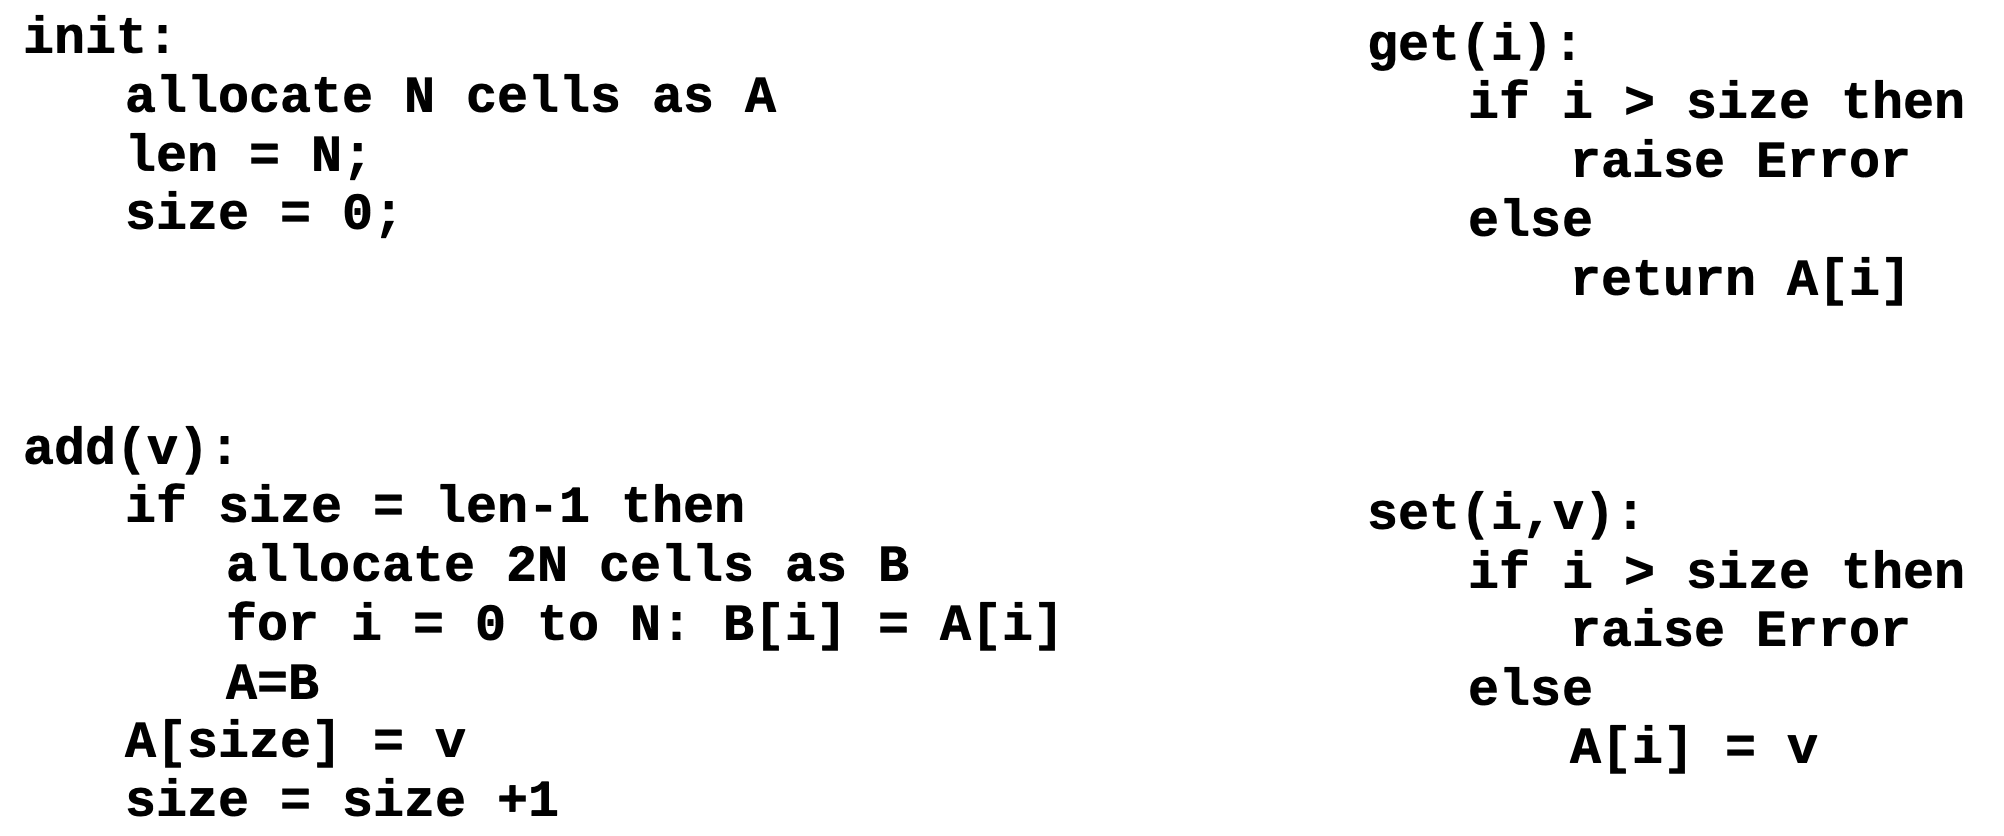 init:
allocate N cells as A
len = N;
size = 0;
add(v):
if size = len-1 then
allocate 2N cells as B
for i = 0 to N: B[i] = A[i]
A=B
A[size] = v
size = size +1
get(i):
if i > size then
raise Error
else
return A[i]
set(i,v):
if i > size then
raise Error
else
A[i] = v